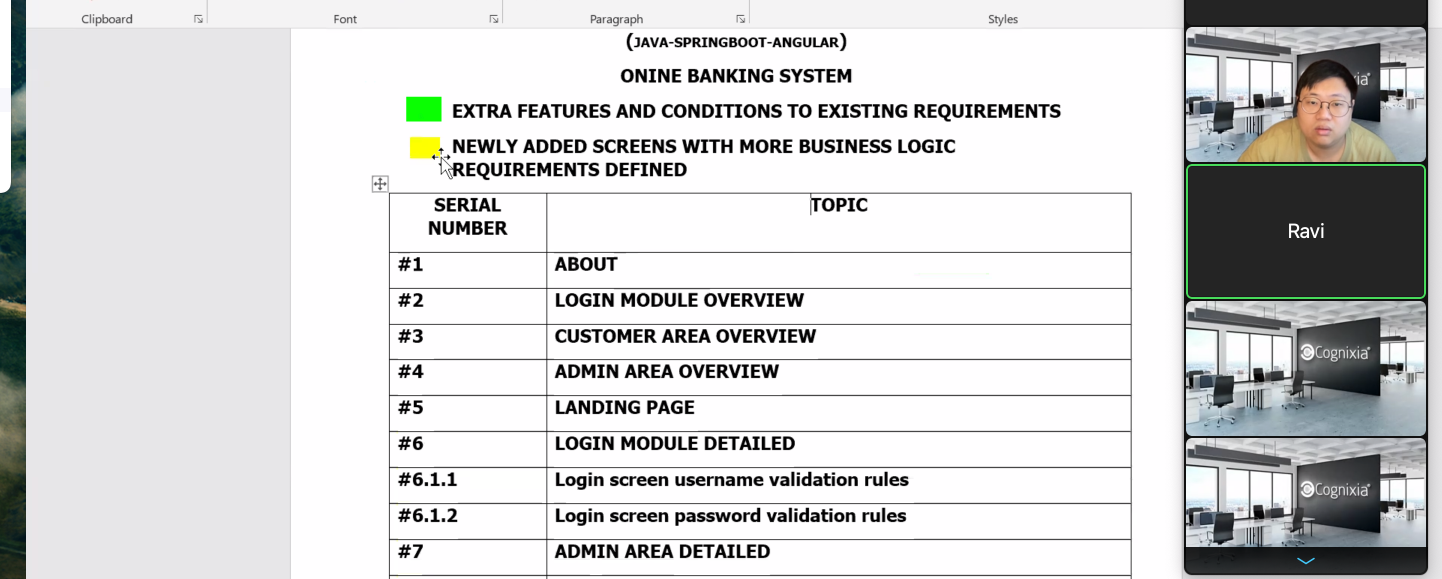 Clipboard
Font
Paragraph
Styles
(JAVA-SPRINGBOOT-ANGULAR)
ONINE BANKING SYSTEM
EXTRA FEATURES AND CONDITIONS TO EXISTING REQUIREMENTS
NEWLY ADDED SCREENS WITH MORE BUSINESS LOGIC
REQUIREMENTS DEFINED
SERIAL
NUMBER
TOPIC
#1 ABOUT
#2 LOGIN MODULE OVERVIEW
#3 CUSTOMER AREA OVERVIEW
#4 ADMIN AREA OVERVIEW
#5 LANDING PAGE
#6 LOGIN MODULE DETAILED
#6.1.1 Login screen username validation rules
#6.1.2 Login screen password validation rules
#7 ADMIN AREA DETAILED
Ravi
Cognixia
Cognixia